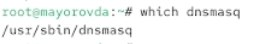 root@mayorovda:~# which dnsmasq
/usr/sbin/dnsmasq